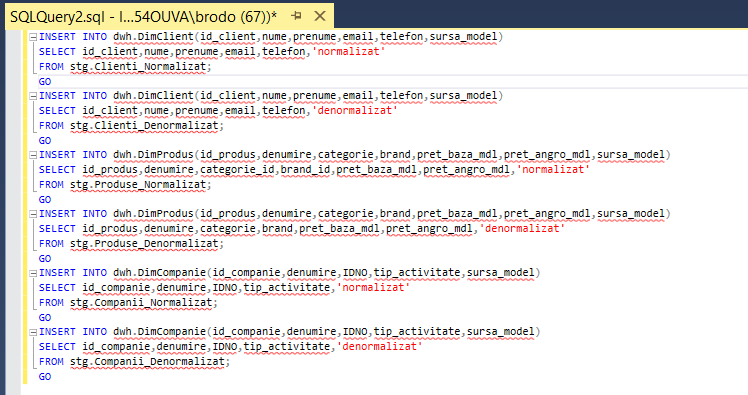 SQLQuery2.sql - I...54OUVA\brodo (67))*
INSERT INTO dwh.DimClient(id_client,nume,prenume,email,telefon,sursa_model)
SELECT id_client,nume,prenume,email,telefon,'normalizat'
FROM stg.Clienti_Normalizat;
GO
INSERT INTO dwh.DimClient(id_client,nume,prenume,email,telefon,sursa_model)
SELECT id_client,nume,prenume,email,telefon,'denormalizat'
FROM stg.Clienti_Denormalizat;
GO
INSERT INTO dwh.DimProdus(id_produs,denumire,categorie,brand,pret_baza_mdl,pret_angro_mdl,sursa_model)
SELECT id_produs,denumire,categorie_id,brand_id,pret_baza_mdl,pret_angro_mdl,'normalizat'
FROM stg.Produse_Normalizat;
GO
INSERT INTO dwh.DimProdus(id_produs,denumire,categorie,brand,pret_baza_mdl,pret_angro_mdl,sursa_model)
SELECT id_produs,denumire,categorie,brand,pret_baza_mdl,pret_angro_mdl,'denormalizat'
FROM stg.Produse_Denormalizat;
GO
INSERT INTO dwh.DimCompanie(id_companie,denumire,IDNO,tip_activitate,sursa_model)
SELECT id_companie,denumire,IDNO,tip_activitate,'normalizat'
FROM stg.Companii_Normalizat;
GO
INSERT INTO dwh.DimCompanie(id_companie,denumire,IDNO,tip_activitate,sursa_model)
SELECT id_companie,denumire,IDNO,tip_activitate,'denormalizat'
FROM stg.Companii_Denormalizat;
GO